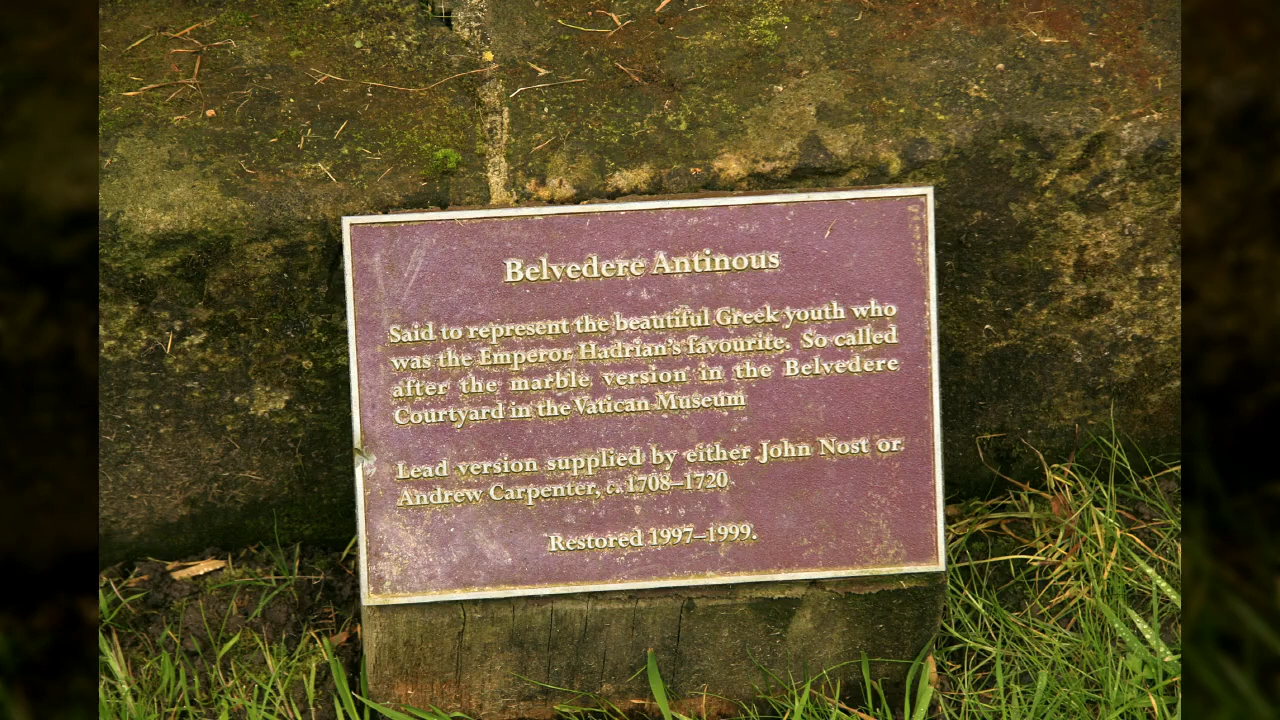 Belvedere Antinous
Said to represent the beautiful Greek youth who
was the Emperor Hadrian's favourite. So called
after the marble version in the Belvedere
Courtyard in the Vatican Museum
Lead version supplied by either John Nost or
Andrew Carpenter, c. 1708–1720
Restored 1997–1999.